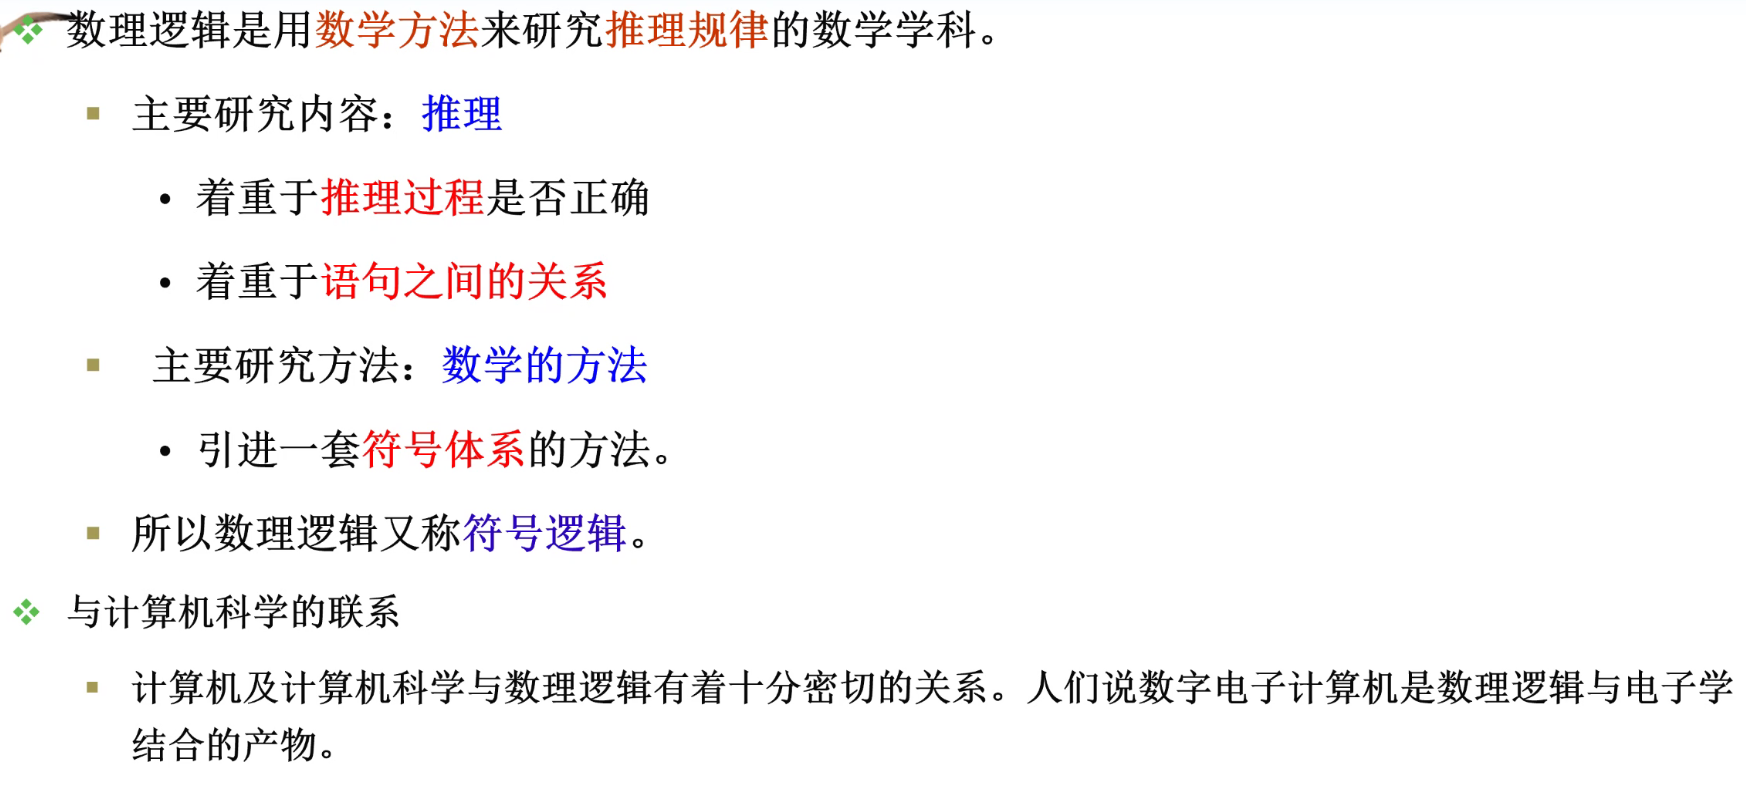 数理逻辑是用数学方法来研究推理规律的数学学科。
主要研究内容：推理
着重于推理过程是否正确
着重于语句之间的关系
主要研究方法：数学的方法
引进一套符号体系的方法。
所以数理逻辑又称符号逻辑。
与计算机科学的联系
计算机及计算机科学与数理逻辑有着十分密切的关系。人们说数字电子计算机是数理逻辑与电子学
结合的产物。